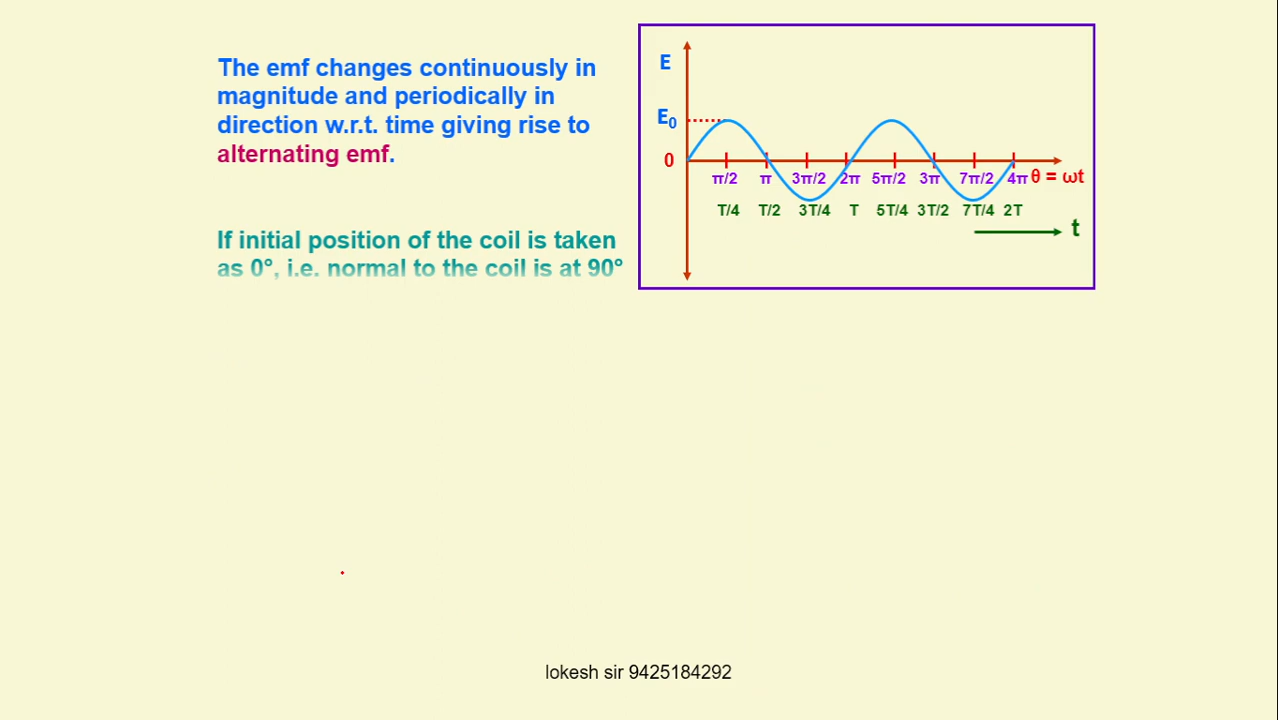 The emf changes continuously in
magnitude and periodically in
direction w.r.t. time giving rise to
alternating emf.
If initial position of the coil is taken
as 0°, i.e. normal to the coil is at 90°
E
E₀
0
π/2 π 3π/2 2π 5π/2 3π 7π/2 4π θ = ωt
T/4 T/2 3T/4 T 5T/4 3T/2 7T/4 2T
t
lokesh sir 9425184292